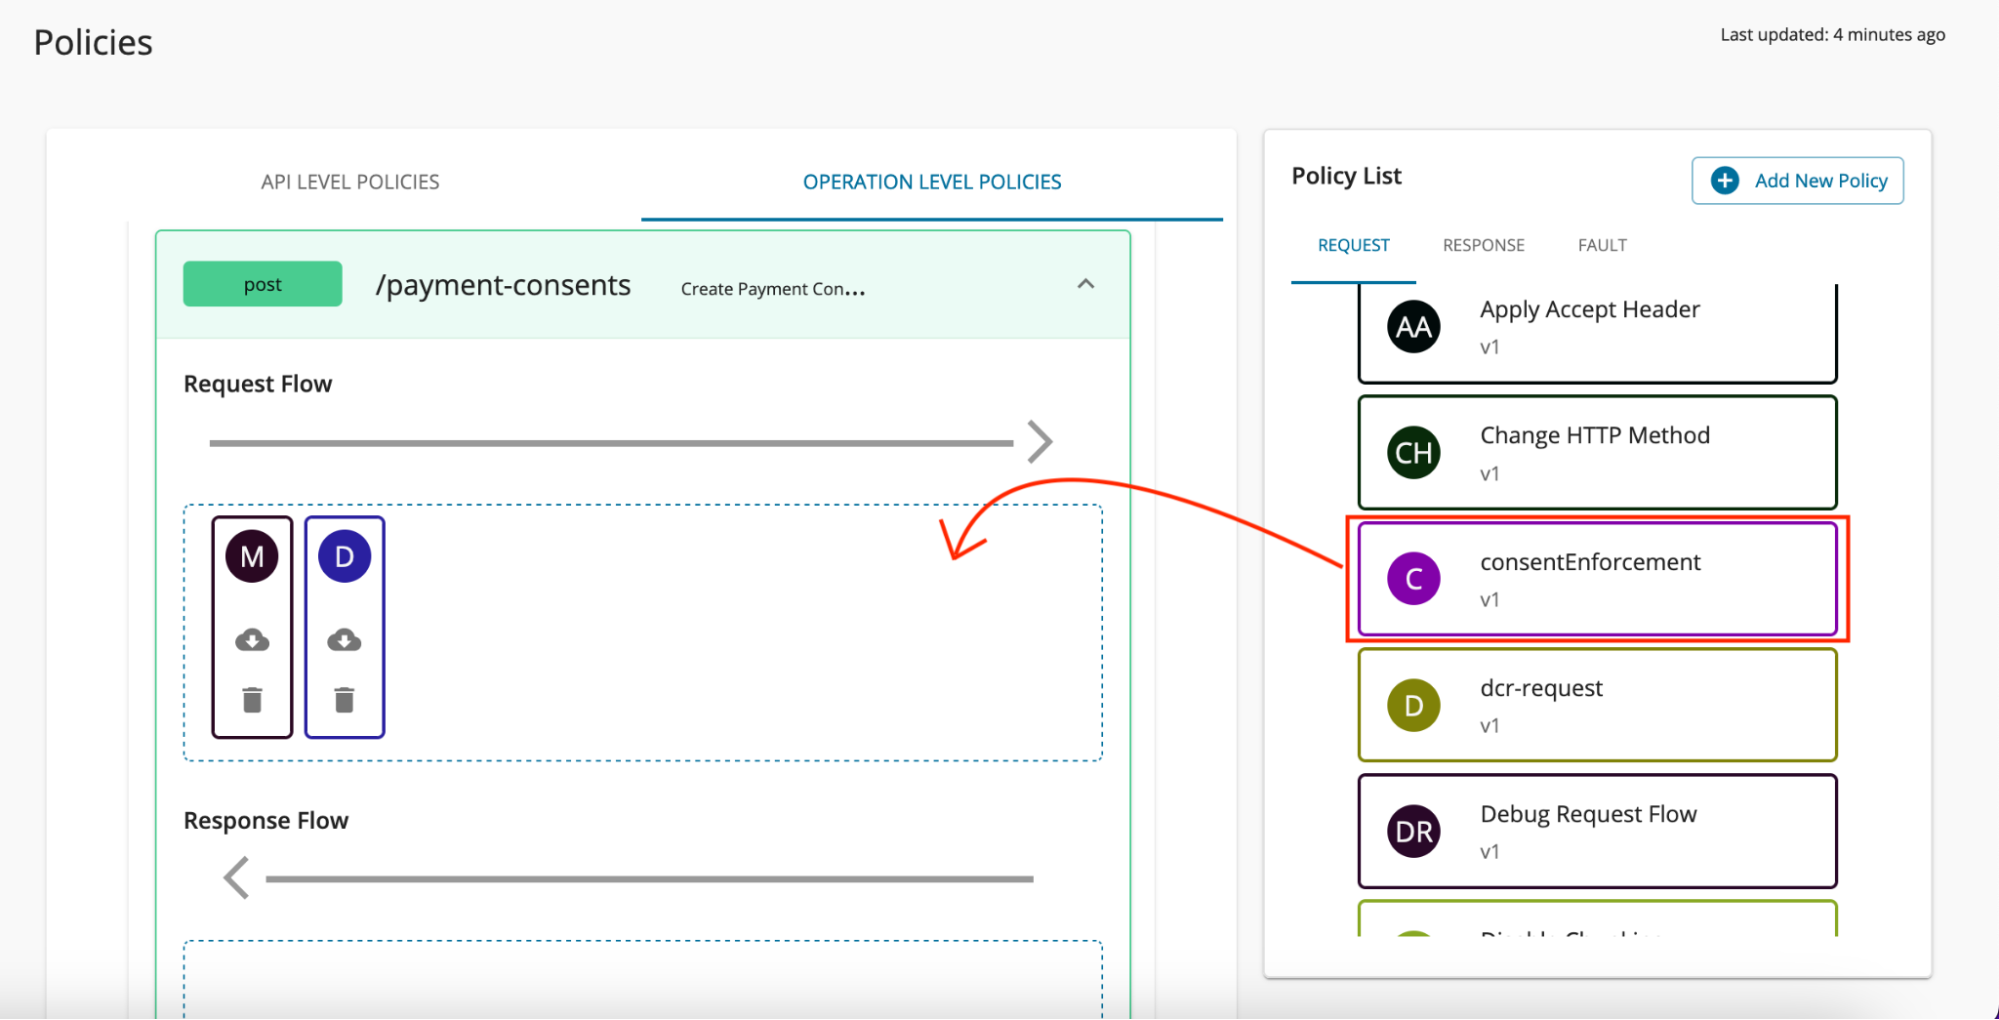 Policies
Last updated: 4 minutes ago
API LEVEL POLICIES
OPERATION LEVEL POLICIES
post
/payment-consents
Create Payment Con...
Request Flow
M
D
Response Flow
Policy List
Add New Policy
REQUEST
RESPONSE
FAULT
AA
Apply Accept Header
v1
CH
Change HTTP Method
v1
C
consentEnforcement
v1
D
dcr-request
v1
DR
Debug Request Flow
v1